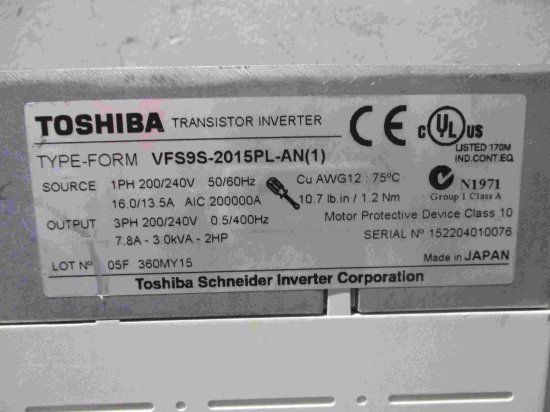 TOSHIBA TRANSISTOR INVERTER
CE
c UL US
LISTED 170M
IND.CONT.EQ.
TYPE-FORM VFS9S-2015PL-AN(1)
SOURCE 1PH 200/240V 50/60Hz
16.0/13.5A AIC 200000A
Cu AWG12 : 75ºC
10.7 lb.in / 1.2 Nm
N1971
Group 1 Class A
OUTPUT 3PH 200/240V 0.5/400Hz
7.8A - 3.0kVA - 2HP
Motor Protective Device Class 10
SERIAL Nº 152204010076
LOT Nº 05F 360MY15
Made in JAPAN
Toshiba Schneider Inverter Corporation